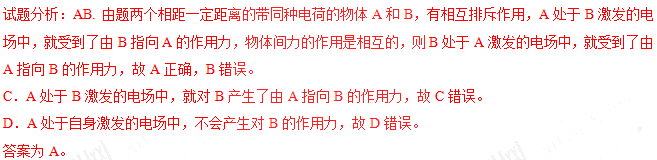 试题分析：AB. 由题两个相距一定距离的带同种电荷的物体 A 和 B，有相互排斥作用，A 处于 B 激发的电
场中，就受到了由 B 指向 A 的作用力，物体间力的作用是相互的，则 B 处于 A 激发的电场中，就受到了由
A 指向 B 的作用力，故 A 正确，B 错误。
C．A 处于 B 激发的电场中，就对 B 产生了由 A 指向 B 的作用力，故 C 错误。
D．A 处于自身激发的电场中，不会产生对 B 的作用力，故 D 错误。
答案为 A。